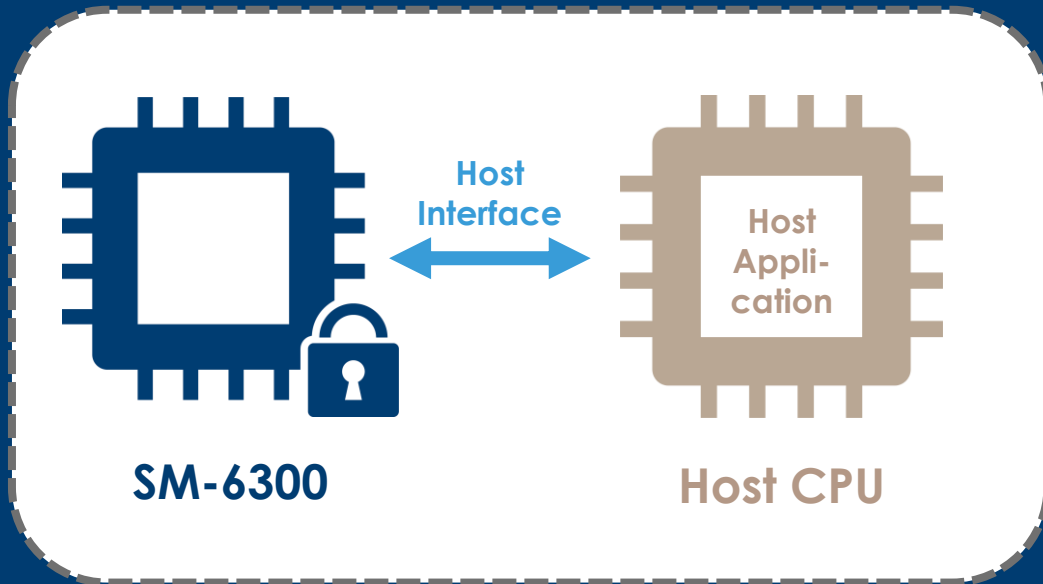 Host
Interface
Host
Appli-
cation
SM-6300
Host CPU